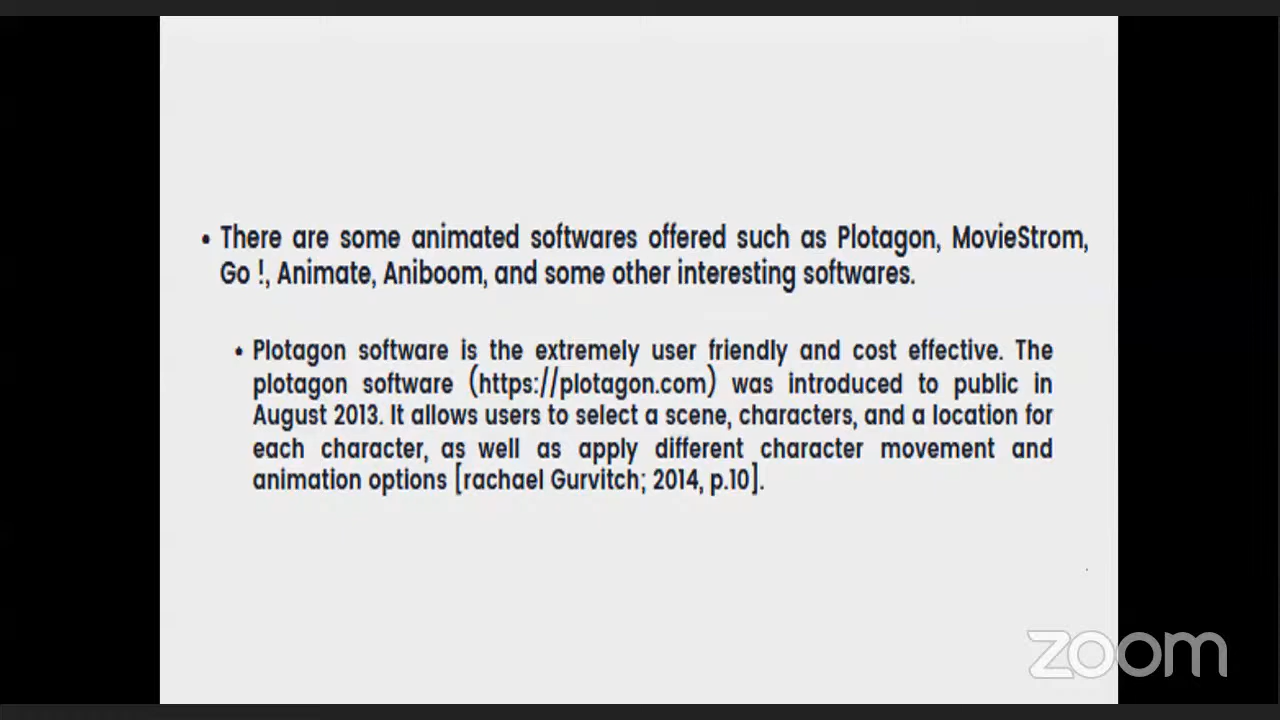 • There are some animated softwares offered such as Plotagon, MovieStrom,
Go !, Animate, Aniboom, and some other interesting softwares.
• Plotagon software is the extremely user friendly and cost effective. The
plotagon software (https://plotagon.com) was introduced to public in
August 2013. It allows users to select a scene, characters, and a location for
each character, as well as apply different character movement and
animation options [rachael Gurvitch; 2014, p.10].
zoom